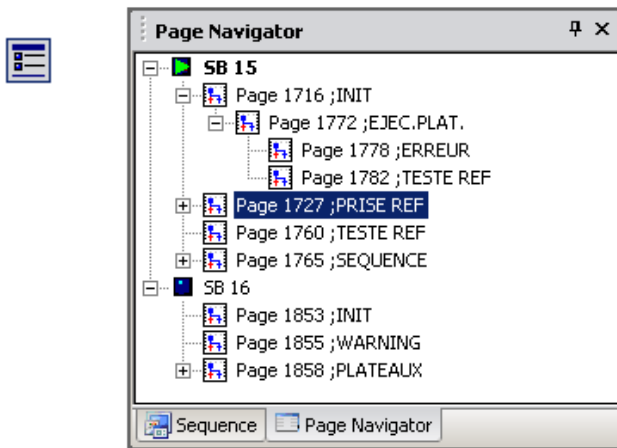 Page Navigator
SB 15
Page 1716 ;INIT
Page 1772 ;EJEC.PLAT.
Page 1778 ;ERREUR
Page 1782 ;TESTE REF
Page 1727 ;PRISE REF
Page 1760 ;TESTE REF
Page 1765 ;SEQUENCE
SB 16
Page 1853 ;INIT
Page 1855 ;WARNING
Page 1858 ;PLATEAUX
Sequence Page Navigator